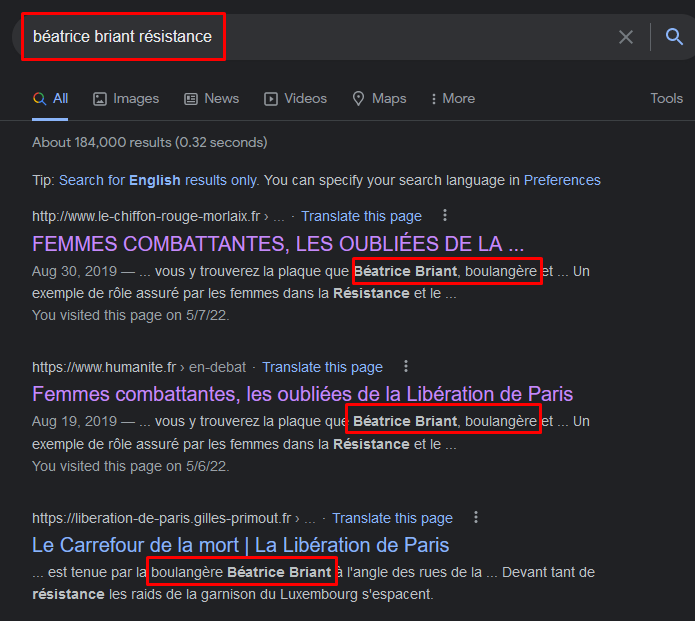 béatrice briant résistance
All Images News Videos Maps More Tools
About 184,000 results (0.32 seconds)
Tip: Search for English results only. You can specify your search language in Preferences
http://www.le-chiffon-rouge-morlaix.fr › ... · Translate this page
FEMMES COMBATTANTES, LES OUBLIÉES DE LA ...
Aug 30, 2019 — ... vous y trouverez la plaque que Béatrice Briant, boulangère et ... Un
exemple de rôle assuré par les femmes dans la Résistance et le ...
You visited this page on 5/7/22.
https://www.humanite.fr › en-debat · Translate this page
Femmes combattantes, les oubliées de la Libération de Paris
Aug 19, 2019 — ... vous y trouverez la plaque que Béatrice Briant, boulangère et ... Un
exemple de rôle assuré par les femmes dans la Résistance et le ...
You visited this page on 5/6/22.
https://liberation-de-paris.gilles-primout.fr › ... · Translate this page
Le Carrefour de la mort | La Libération de Paris
... est tenue par la boulangère Béatrice Briant à l'angle des rues de la ... Devant tant de
résistance les raids de la garnison du Luxembourg s'espacent.